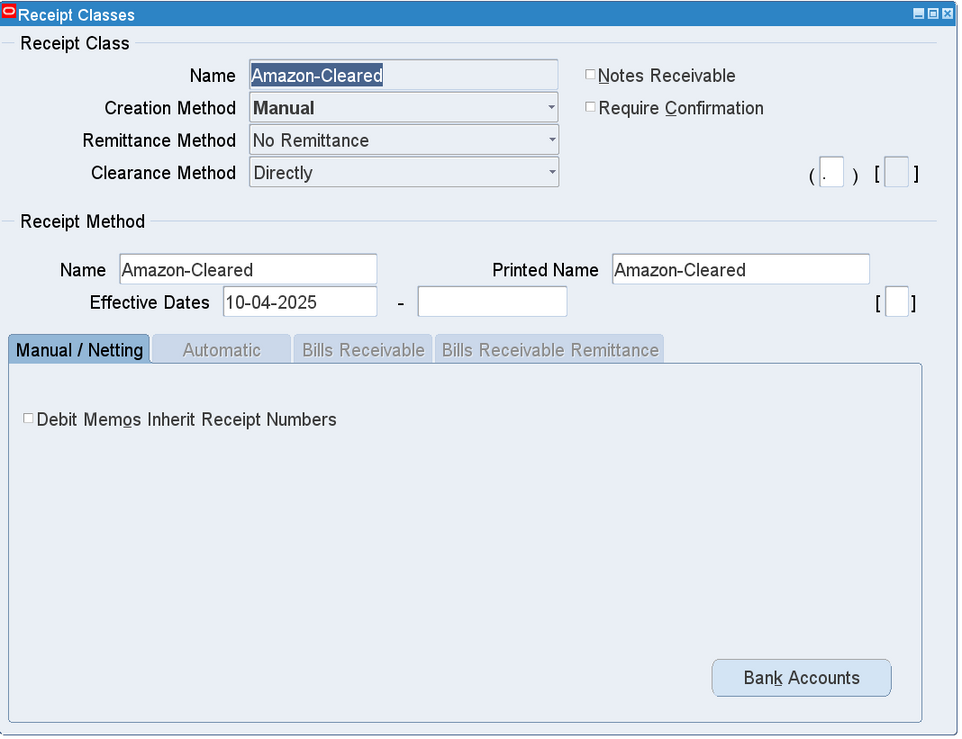 Receipt Classes
Receipt Class
Name Amazon-Cleared Notes Receivable
Creation Method Manual Require Confirmation
Remittance Method No Remittance
Clearance Method Directly ( . ) [ ]
Receipt Method
Name Amazon-Cleared Printed Name Amazon-Cleared
Effective Dates 10-04-2025 - [ ]
Manual / Netting Automatic Bills Receivable Bills Receivable Remittance
Debit Memos Inherit Receipt Numbers
Bank Accounts